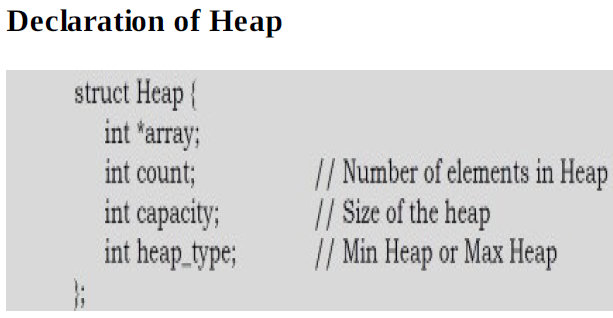 Declaration of Heap
struct Heap {
int *array;
int count; // Number of elements in Heap
int capacity; // Size of the heap
int heap_type; // Min Heap or Max Heap
};